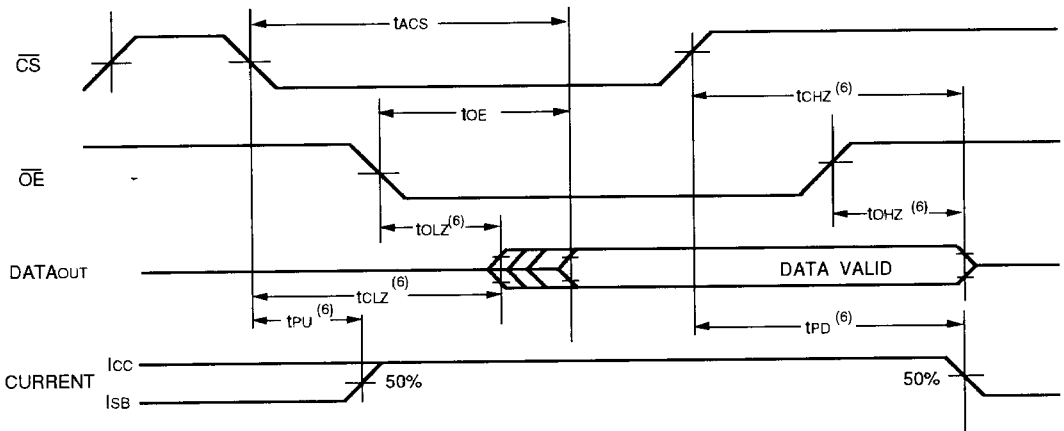 tACS
CS
tCHZ (6)
tOE
OE
tOHZ (6)
tOLZ(6)
DATAOUT
DATA VALID
tCLZ (6)
tPU (6)
tPD (6)
ICC
CURRENT
50%
50%
ISB